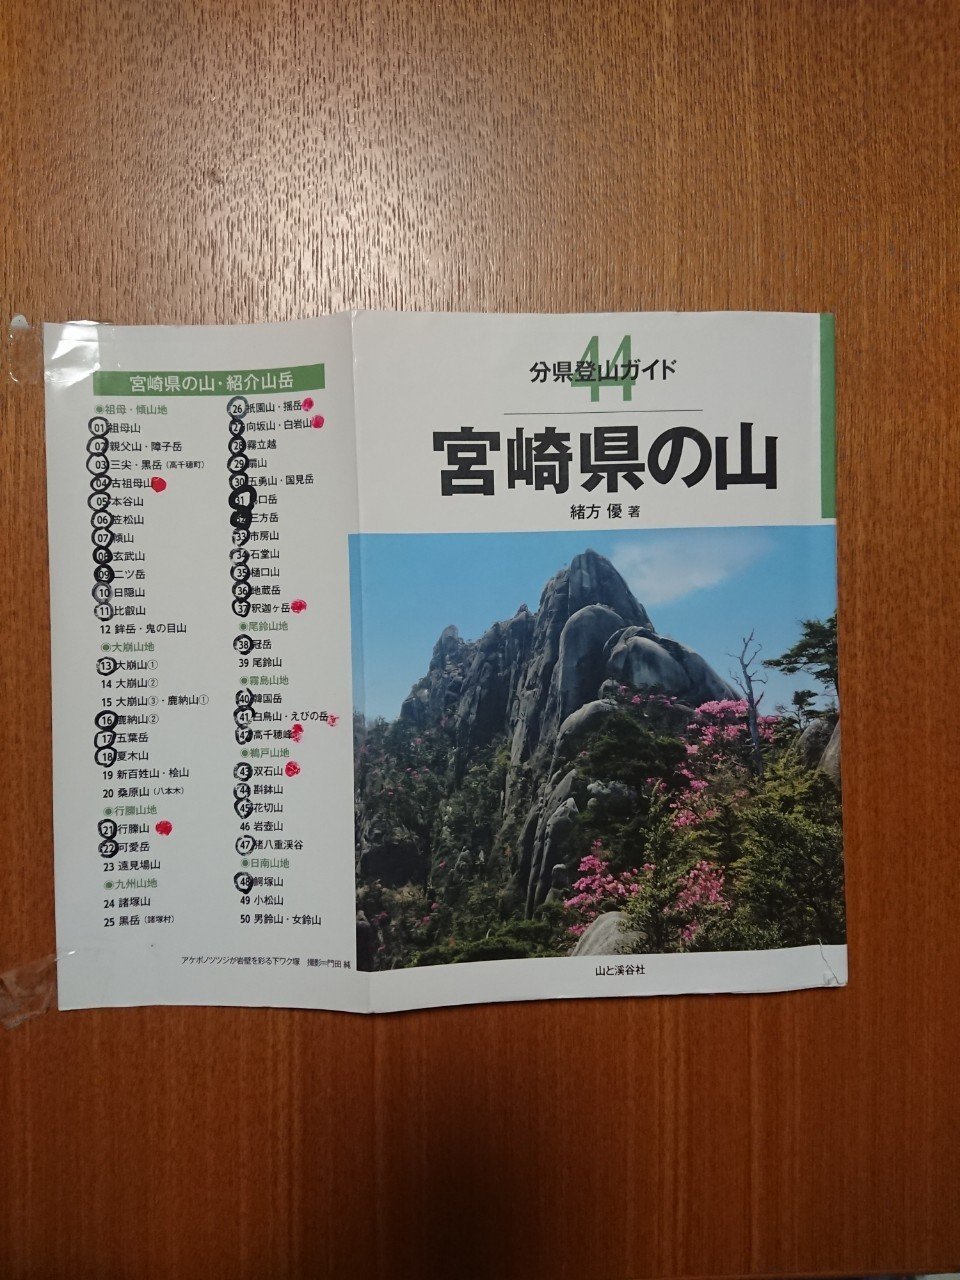 宮崎県の山・紹介山岳
◉祖母・傾山地
01 祖母山
02 親父山・障子岳
03 三尖・黒岳（高千穂町）
04 古祖母山
05 本谷山
06 笠松山
07 傾山
08 玄武山
09 二ツ岳
10 日隠山
11 比叡山
12 鉾岳・鬼の目山
◉大崩山地
13 大崩山①
14 大崩山②
15 大崩山③・鹿納山①
16 鹿納山②
17 五葉岳
18 夏木山
19 新百姓山・桧山
20 桑原山（八本木）
◉行縢山地
21 行縢山
22 可愛岳
23 遠見場山
◉九州山地
24 諸塚山
25 黒岳（諸塚村）
26 祇園山・揺岳
27 向坂山・白岩山
28 霧立越
29 扇山
30 五勇山・国見岳
31 烏口岳
32 三方岳
33 市房山
34 石堂山
35 樋口山
36 地蔵岳
37 釈迦ヶ岳
◉尾鈴山地
38 冠岳
39 尾鈴山
◉霧島山地
40 韓国岳
41 白鳥山・えびの岳
42 高千穂峰
◉鵜戸山地
43 双石山
44 斟鉢山
45 花切山
46 岩壺山
47 猪八重渓谷
◉日南山地
48 鰐塚山
49 小松山
50 男鈴山・女鈴山
アケボノツツジが岩壁を彩る下ワク塚　撮影=門田 純
44
分県登山ガイド
宮崎県の山
緒方 優 著
山と溪谷社